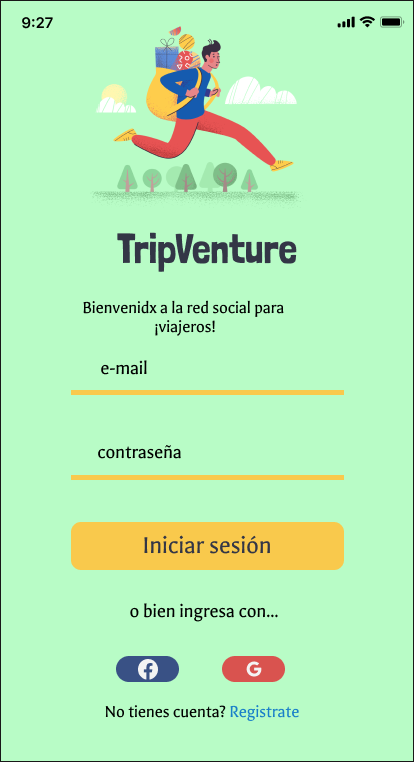 9:27
TripVenture
Bienvenidx a la red social para
¡viajeros!
e-mail
contraseña
Iniciar sesión
o bien ingresa con...
No tienes cuenta? Registrate